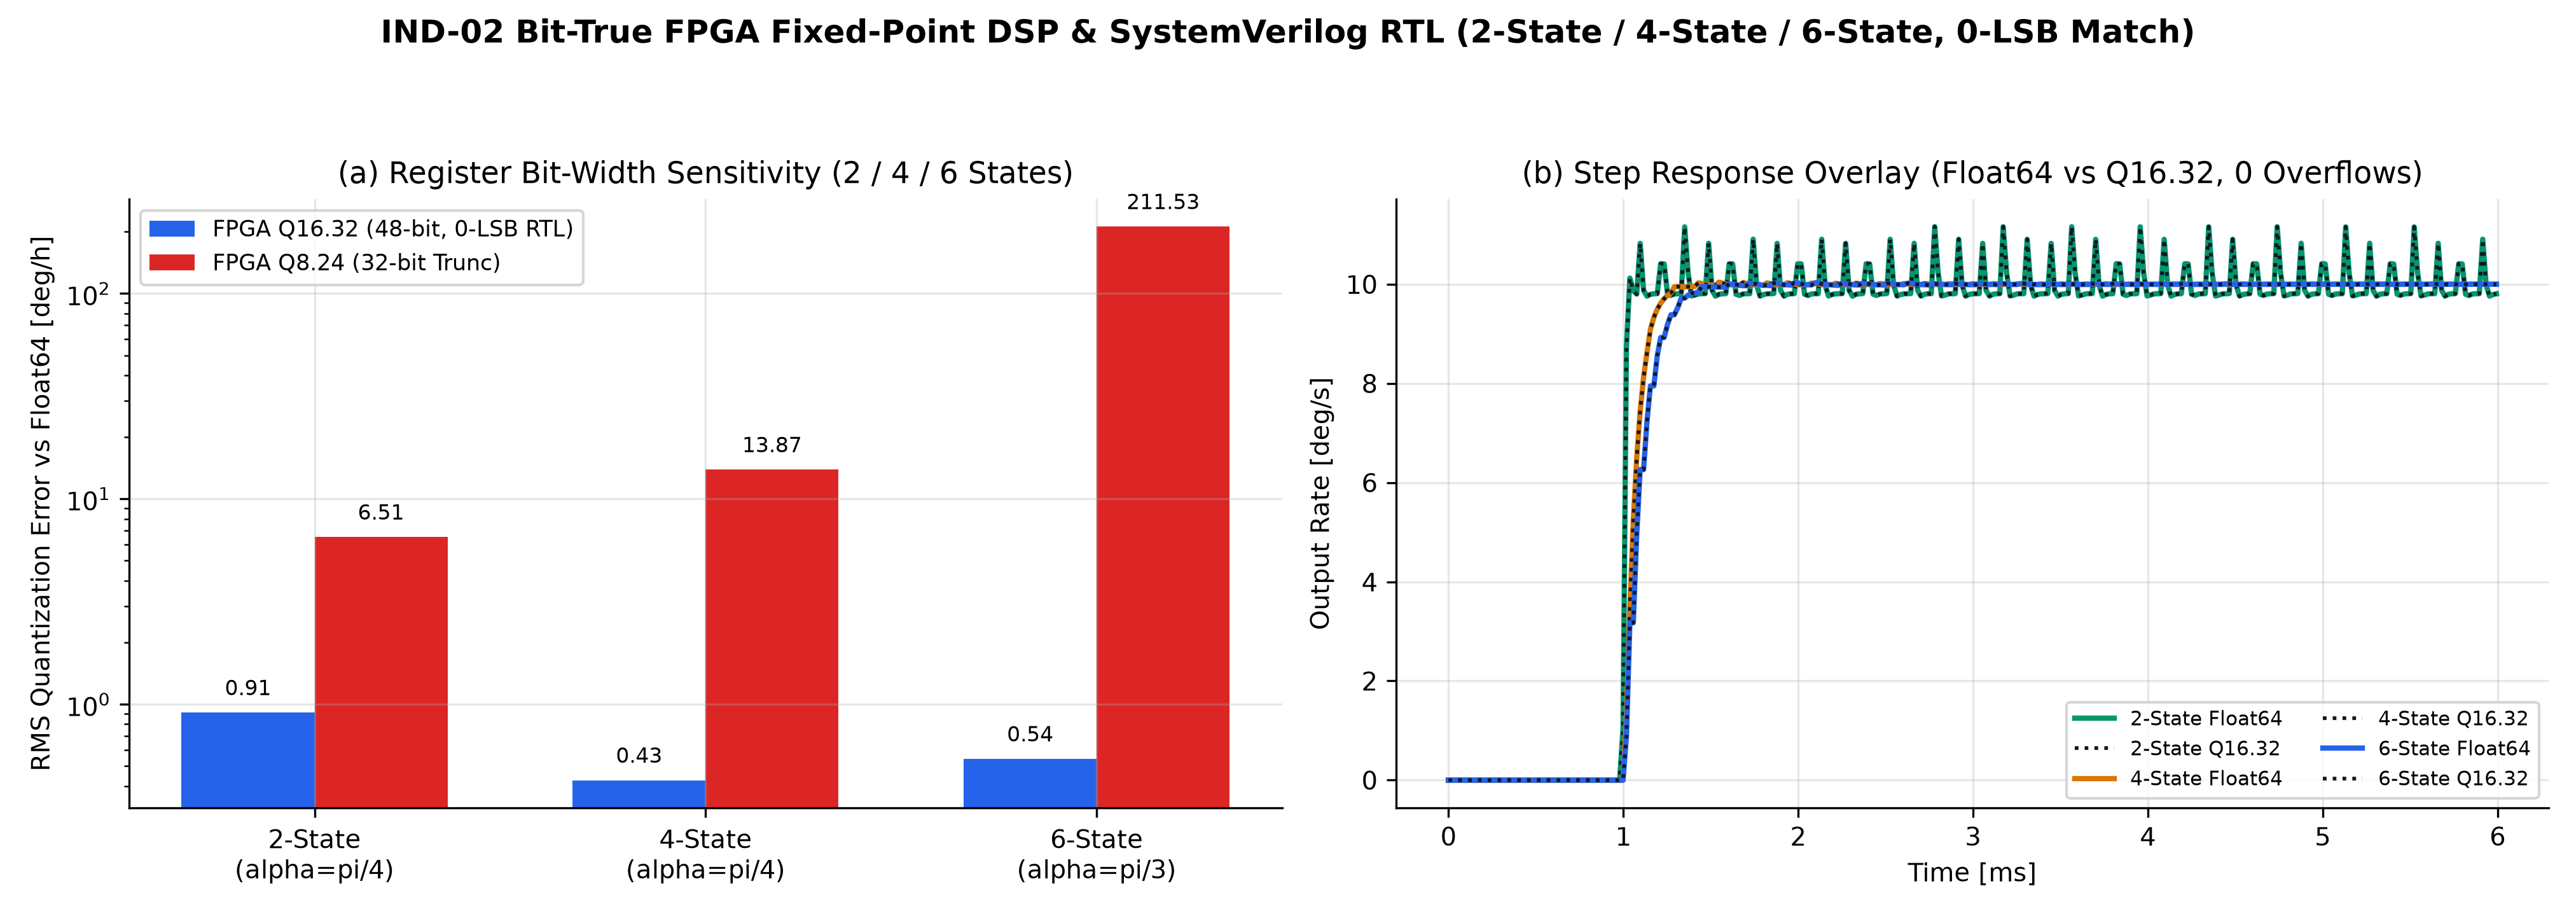 IND-02 Bit-True FPGA Fixed-Point DSP & SystemVerilog RTL (2-State / 4-State / 6-State, 0-LSB Match)
(a) Register Bit-Width Sensitivity (2 / 4 / 6 States)
RMS Quantization Error vs Float64 [deg/h]
10²
10¹
10⁰
FPGA Q16.32 (48-bit, 0-LSB RTL)
FPGA Q8.24 (32-bit Trunc)
0.91
6.51
0.43
13.87
0.54
211.53
2-State
(alpha=pi/4)
4-State
(alpha=pi/4)
6-State
(alpha=pi/3)
(b) Step Response Overlay (Float64 vs Q16.32, 0 Overflows)
Output Rate [deg/s]
10
8
6
4
2
0
2-State Float64
2-State Q16.32
4-State Float64
4-State Q16.32
6-State Float64
6-State Q16.32
0 1 2 3 4 5 6
Time [ms]